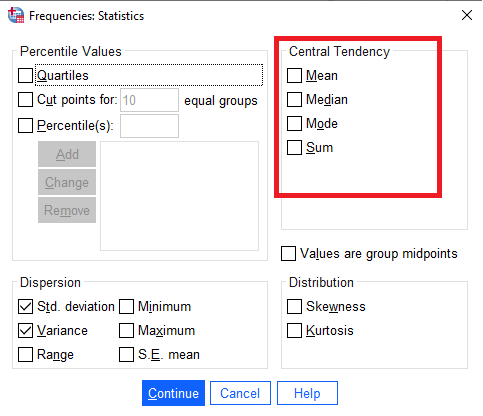 Frequencies: Statistics
Percentile Values
Quartiles
Cut points for: 10 equal groups
Percentile(s):
Add
Change
Remove
Central Tendency
Mean
Median
Mode
Sum
Values are group midpoints
Dispersion
Std. deviation Minimum
Variance Maximum
Range S.E. mean
Distribution
Skewness
Kurtosis
Continue Cancel Help